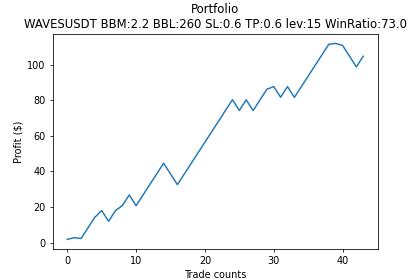 Portfolio
WAVESUSDT BBM:2.2 BBL:260 SL:0.6 TP:0.6 lev:15 WinRatio:73.0
100
80
60
40
20
0
Profit ($)
0
10
20
30
40
Trade counts